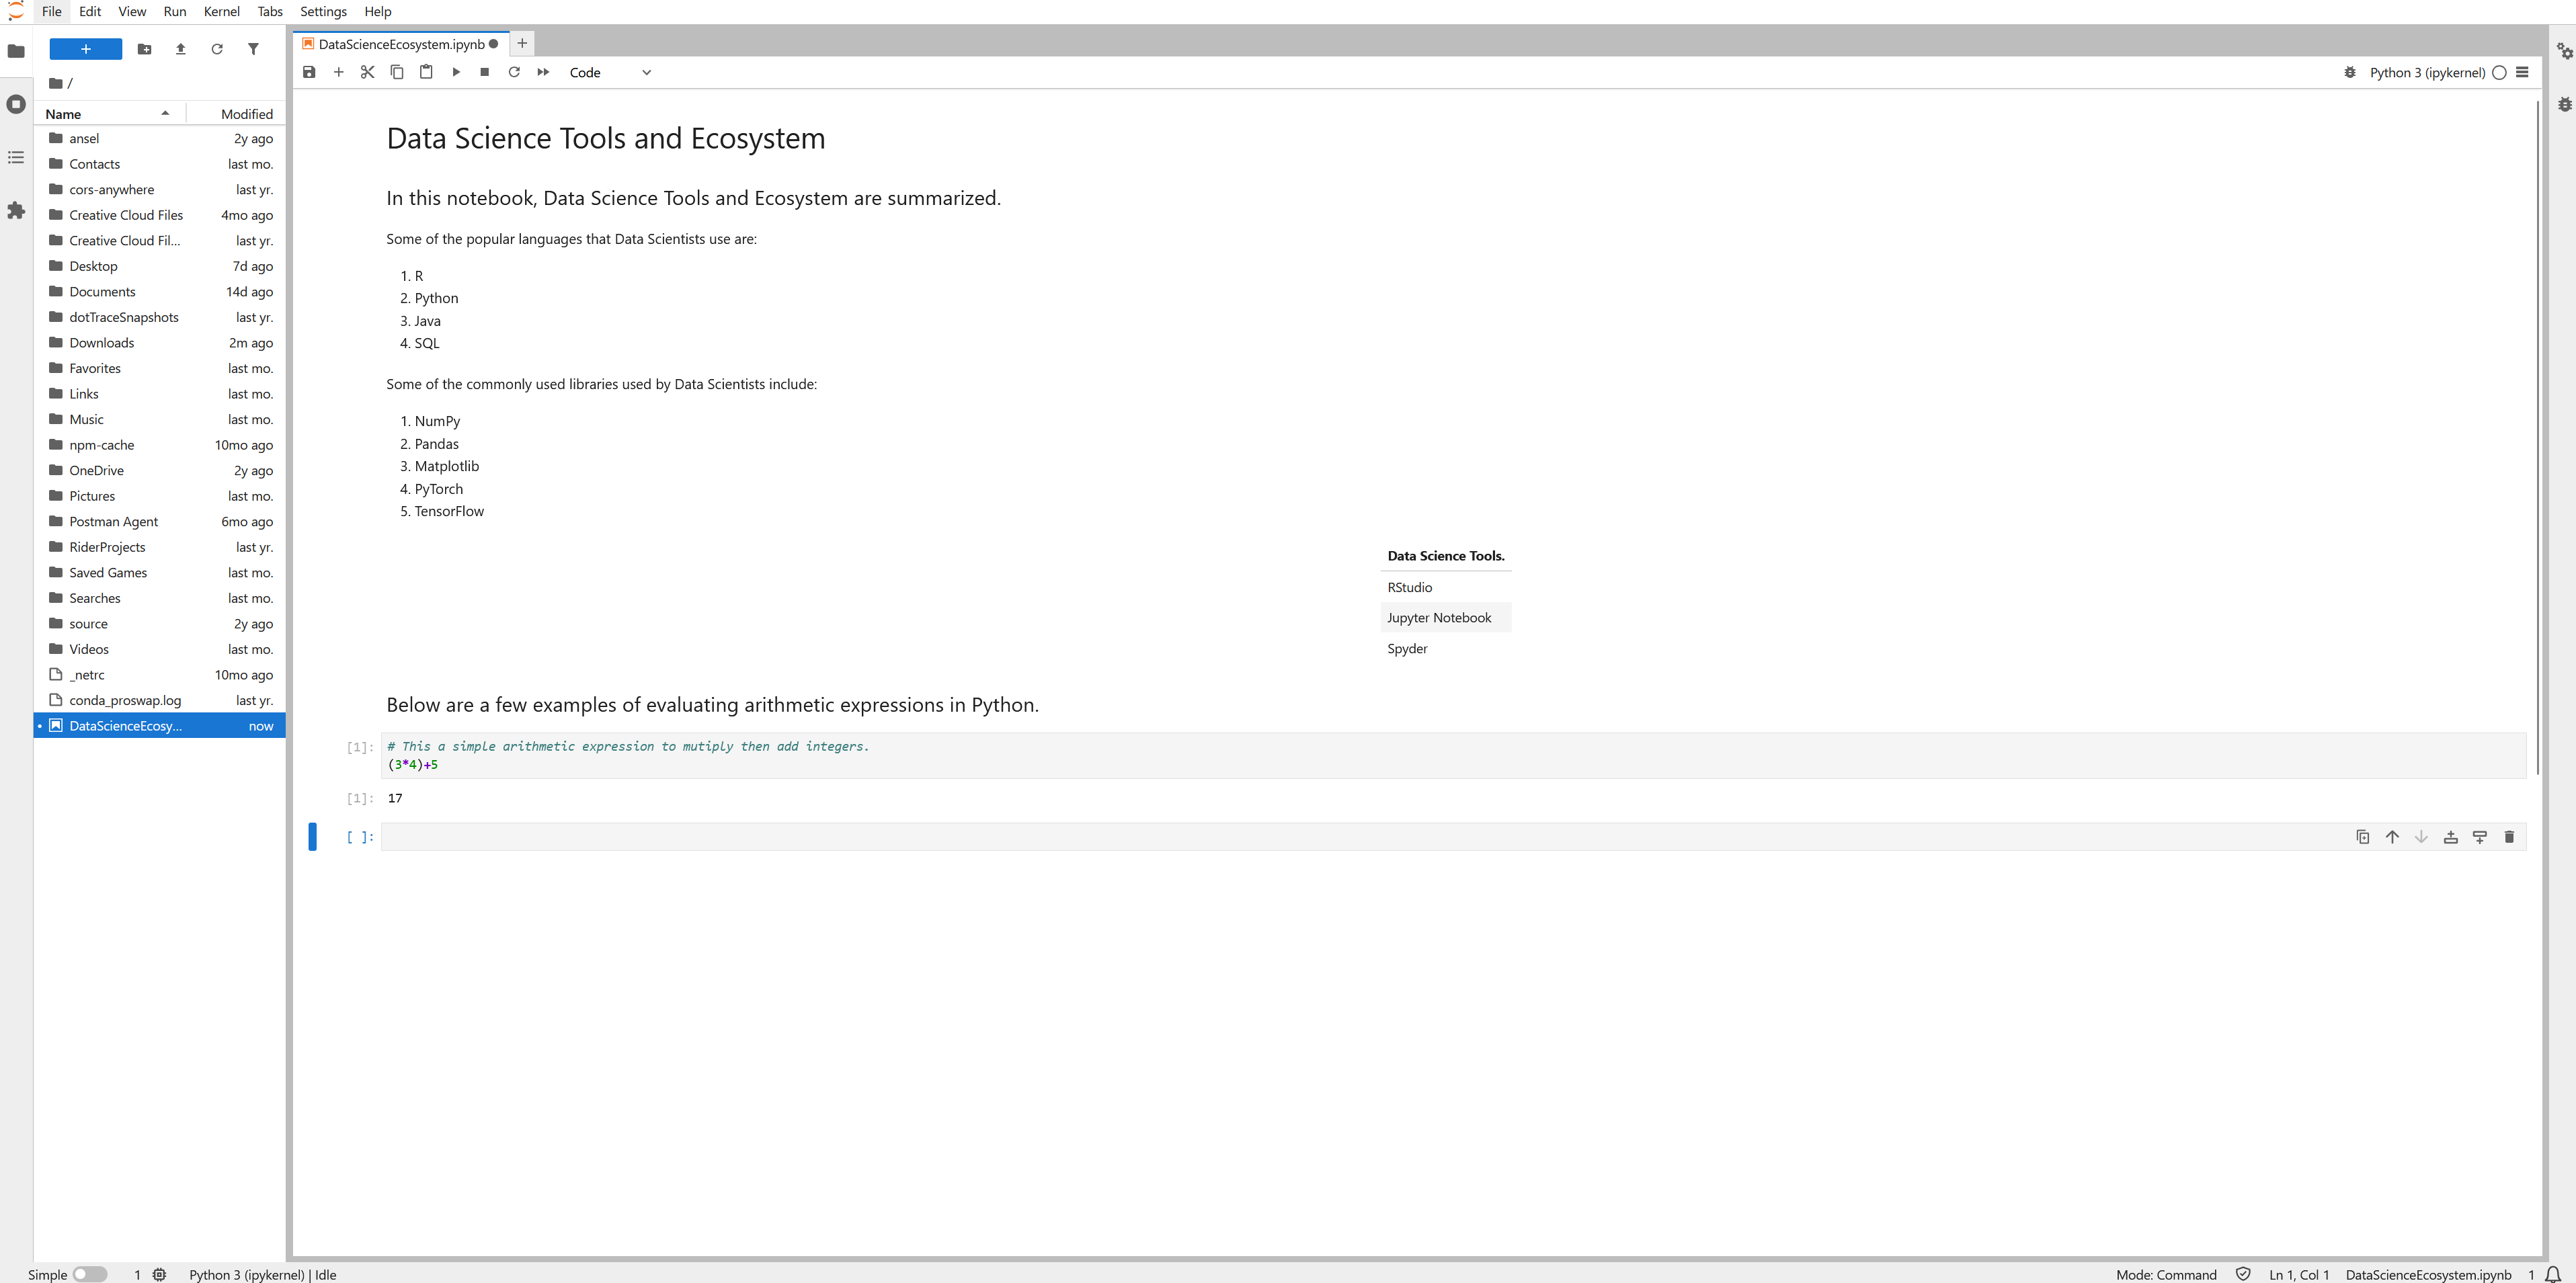 File Edit View Run Kernel Tabs Settings Help
+
/
Name Modified
ansel 2y ago
Contacts last mo.
cors-anywhere last yr.
Creative Cloud Files 4mo ago
Creative Cloud Fil... last yr.
Desktop 7d ago
Documents 14d ago
dotTraceSnapshots last yr.
Downloads 2m ago
Favorites last mo.
Links last mo.
Music last mo.
npm-cache 10mo ago
OneDrive 2y ago
Pictures last mo.
Postman Agent 6mo ago
RiderProjects last yr.
Saved Games last mo.
Searches last mo.
source 2y ago
Videos last mo.
_netrc 10mo ago
conda_proswap.log last yr.
DataScienceEcosy... now
DataScienceEcosystem.ipynb
Code
Python 3 (ipykernel)
Data Science Tools and Ecosystem
In this notebook, Data Science Tools and Ecosystem are summarized.
Some of the popular languages that Data Scientists use are:
1. R
2. Python
3. Java
4. SQL
Some of the commonly used libraries used by Data Scientists include:
1. NumPy
2. Pandas
3. Matplotlib
4. PyTorch
5. TensorFlow
Data Science Tools.
RStudio
Jupyter Notebook
Spyder
Below are a few examples of evaluating arithmetic expressions in Python.
[1]: # This a simple arithmetic expression to mutiply then add integers.
(3*4)+5
[1]: 17
[ ]:
Simple 1 Python 3 (ipykernel) | Idle
Mode: Command Ln 1, Col 1 DataScienceEcosystem.ipynb 1